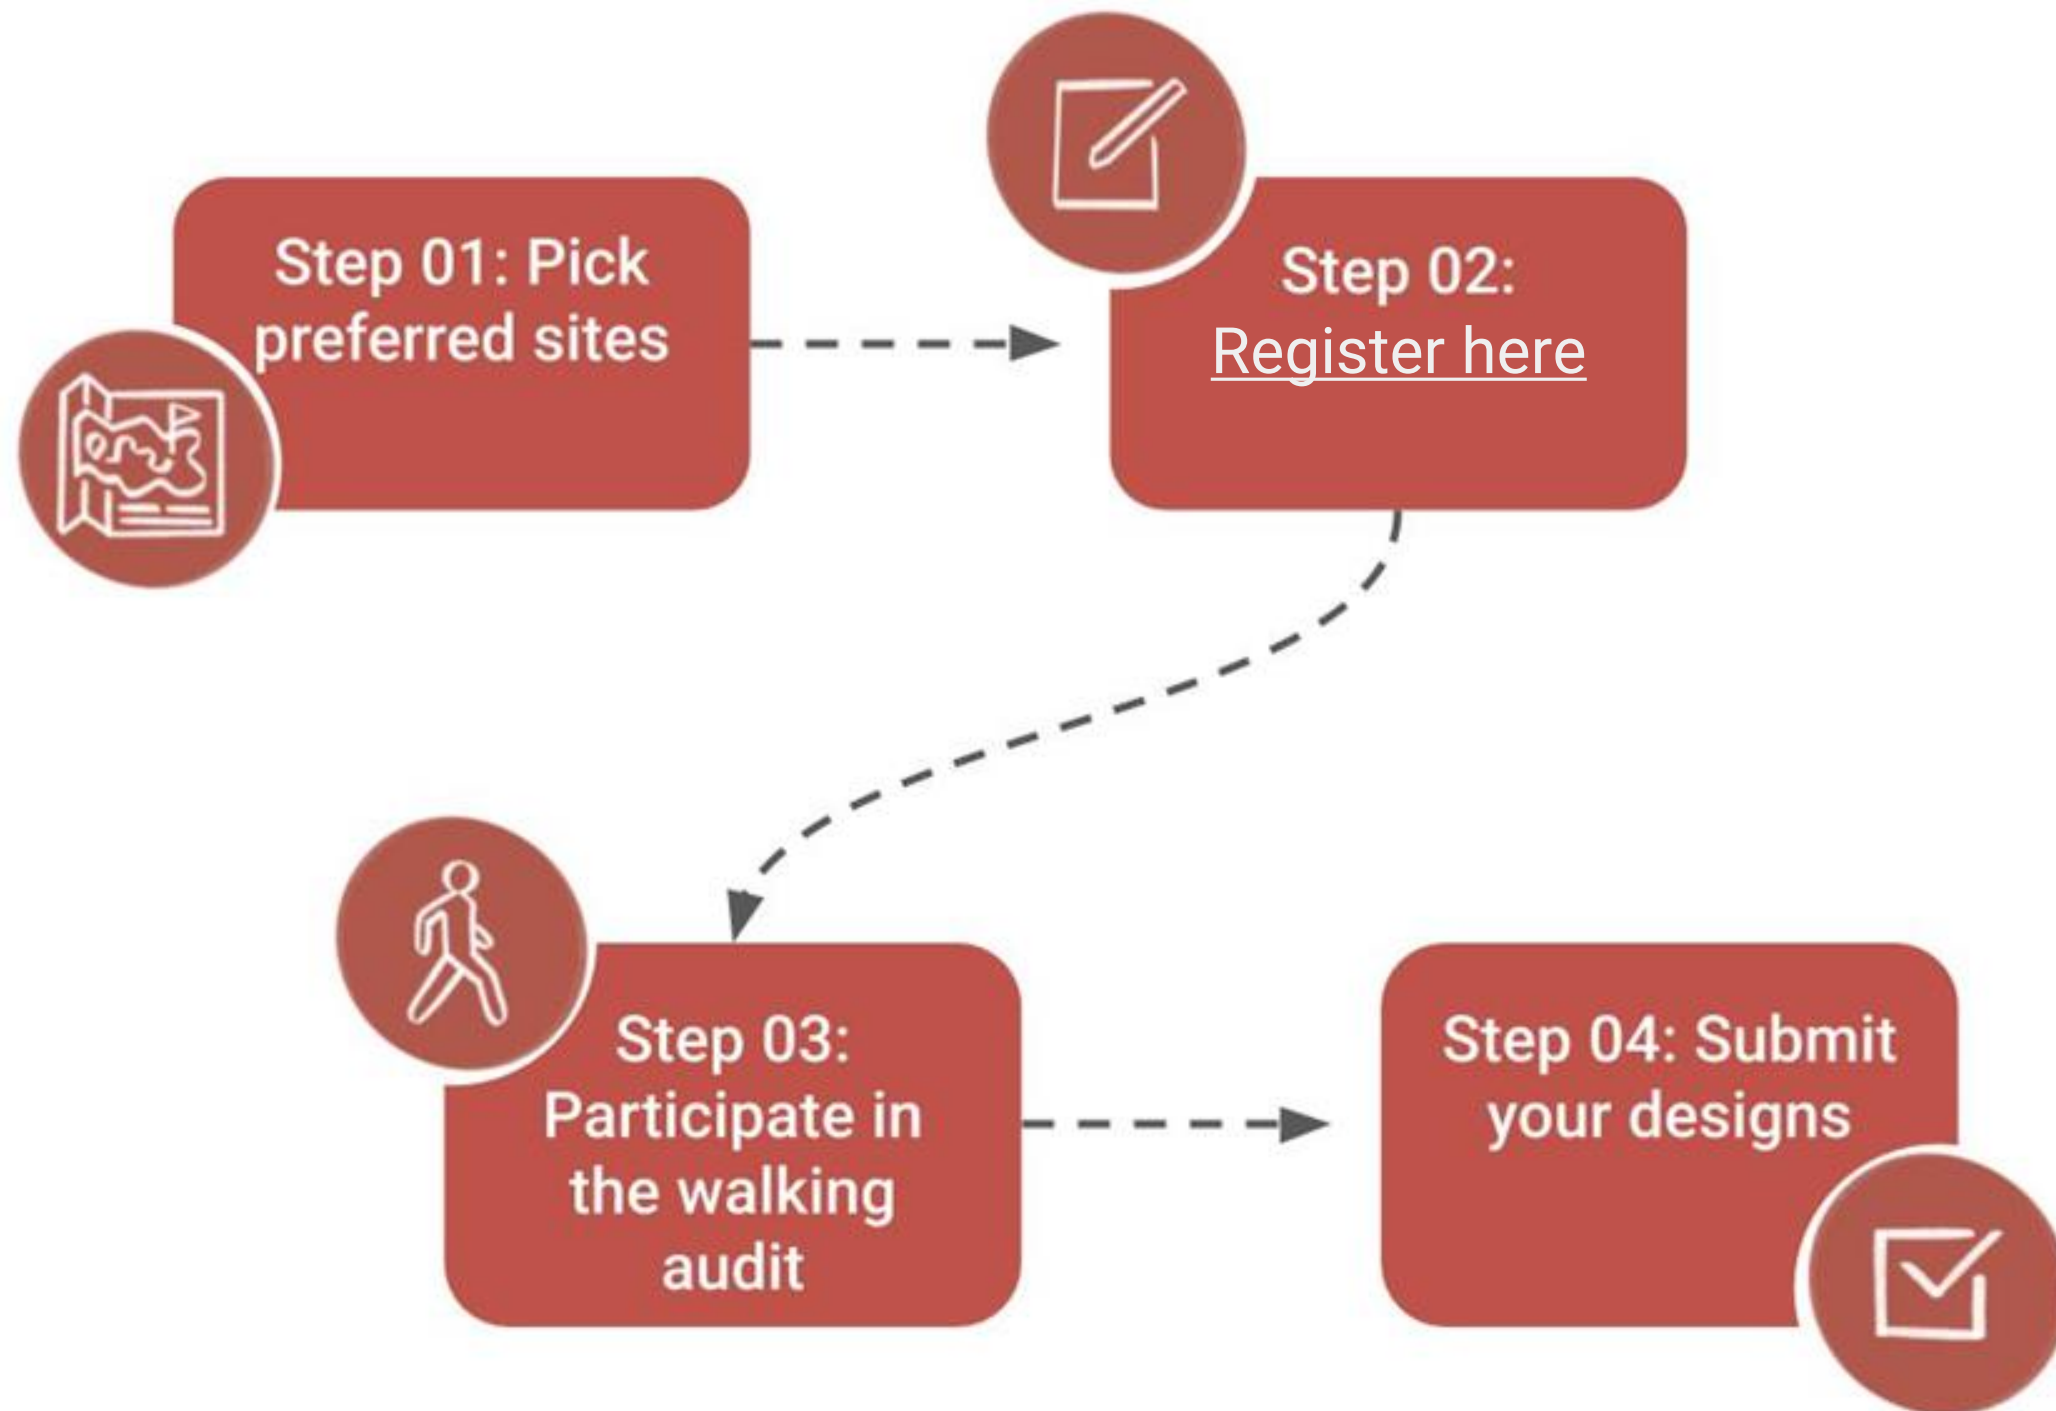 Step 01: Pick
preferred sites
Step 02:
Register here
Step 03:
Participate in
the walking
audit
Step 04: Submit
your designs